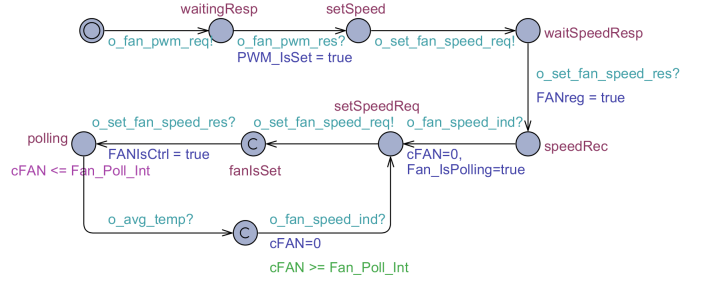 waitingResp
setSpeed
o_fan_pwm_req!
o_fan_pwm_res?
o_set_fan_speed_req!
waitSpeedResp
PWM_IsSet = true
o_set_fan_speed_res?
FANreg = true
setSpeedReq
o_set_fan_speed_res?
o_set_fan_speed_req!
o_fan_speed_ind?
polling
C
speedRec
FANIsCtrl = true
fanIsSet
cFAN=0,
Fan_IsPolling=true
cFAN <= Fan_Poll_Int
o_avg_temp?
C
o_fan_speed_ind?
cFAN=0
cFAN >= Fan_Poll_Int